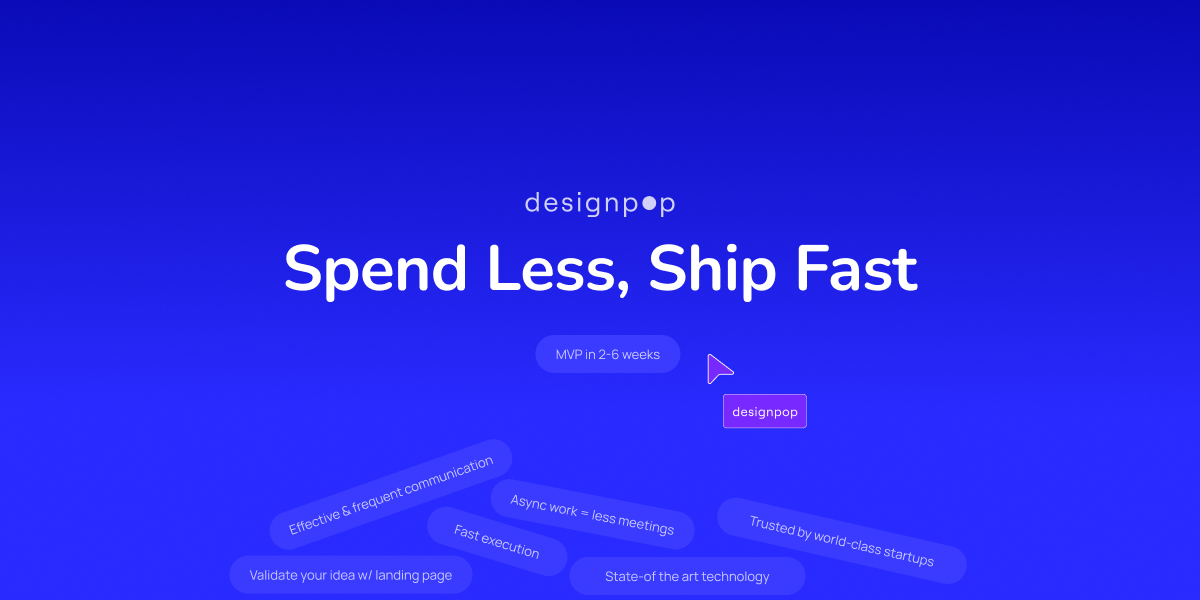 designpop
Spend Less, Ship Fast
MVP in 2-6 weeks
designpop
Effective & frequent communication
Async work = less meetings
Trusted by world-class startups
Fast execution
Validate your idea w/ landing page
State-of the art technology